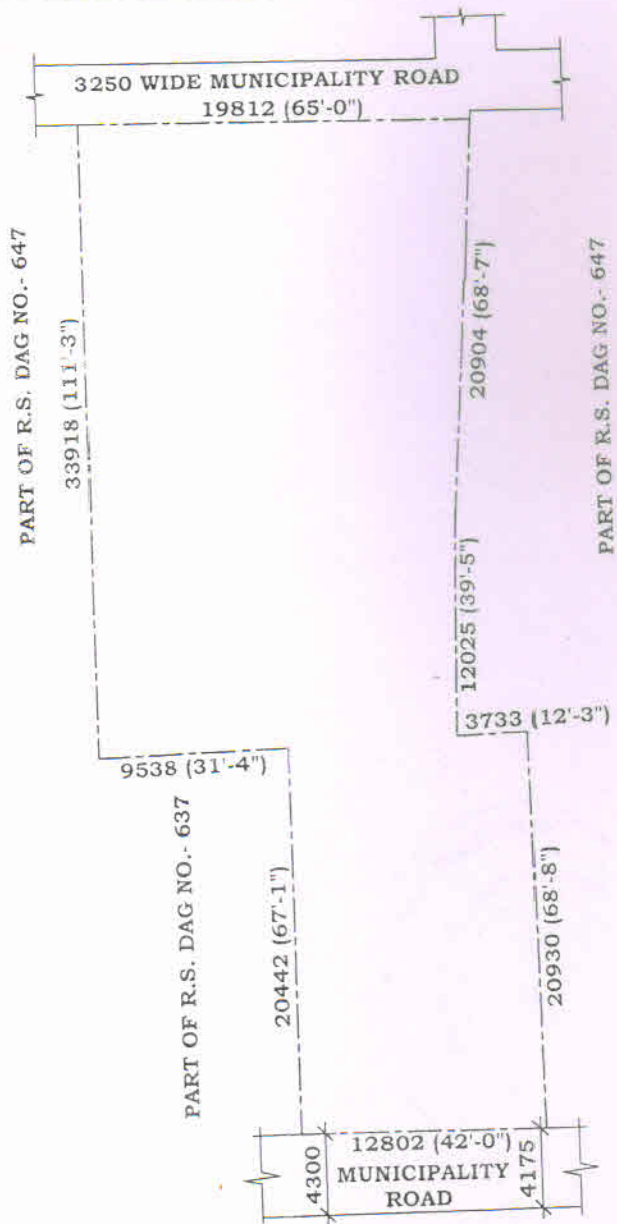 3250 WIDE MUNICIPALITY ROAD
19812 (65'-0")
PART OF R.S. DAG NO.- 647
33918 (111'-3")
20904 (68'-7")
PART OF R.S. DAG NO.- 647
12025 (39'-5")
3733 (12'-3")
9538 (31'-4")
PART OF R.S. DAG NO.- 637
20442 (67'-1")
20930 (68'-8")
4300
12802 (42'-0")
4175
MUNICIPALITY
ROAD